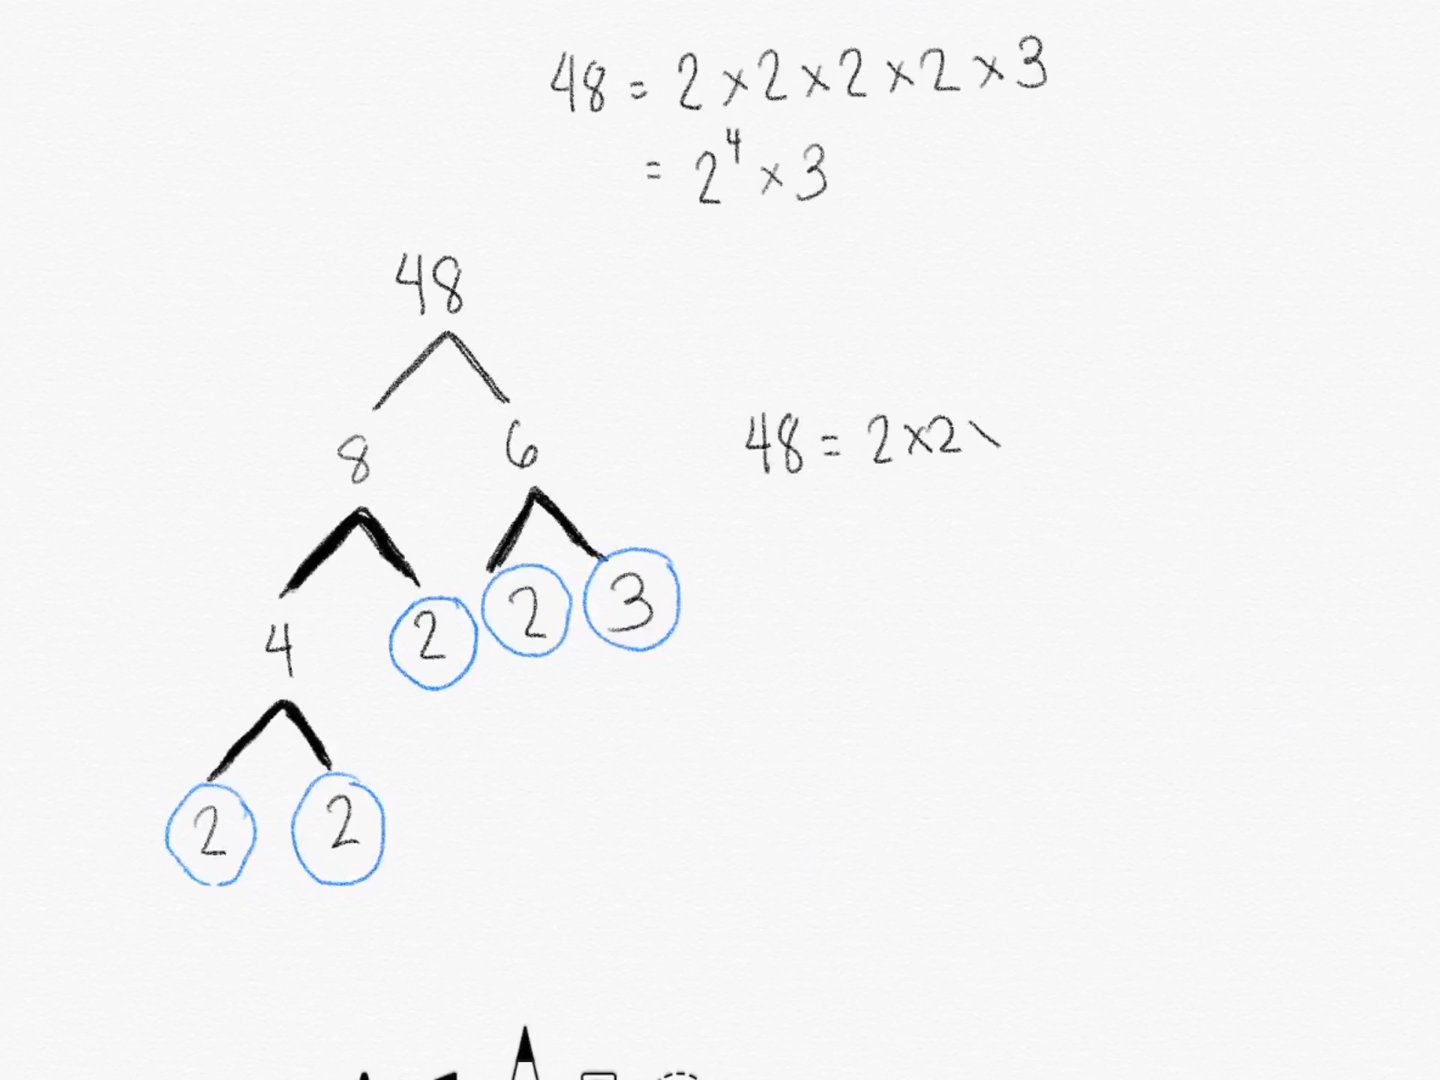 48 = 2 × 2 × 2 × 2 × 3
= 2⁴ × 3
48
8 6
48 = 2×2\
4 2 2 3
2 2